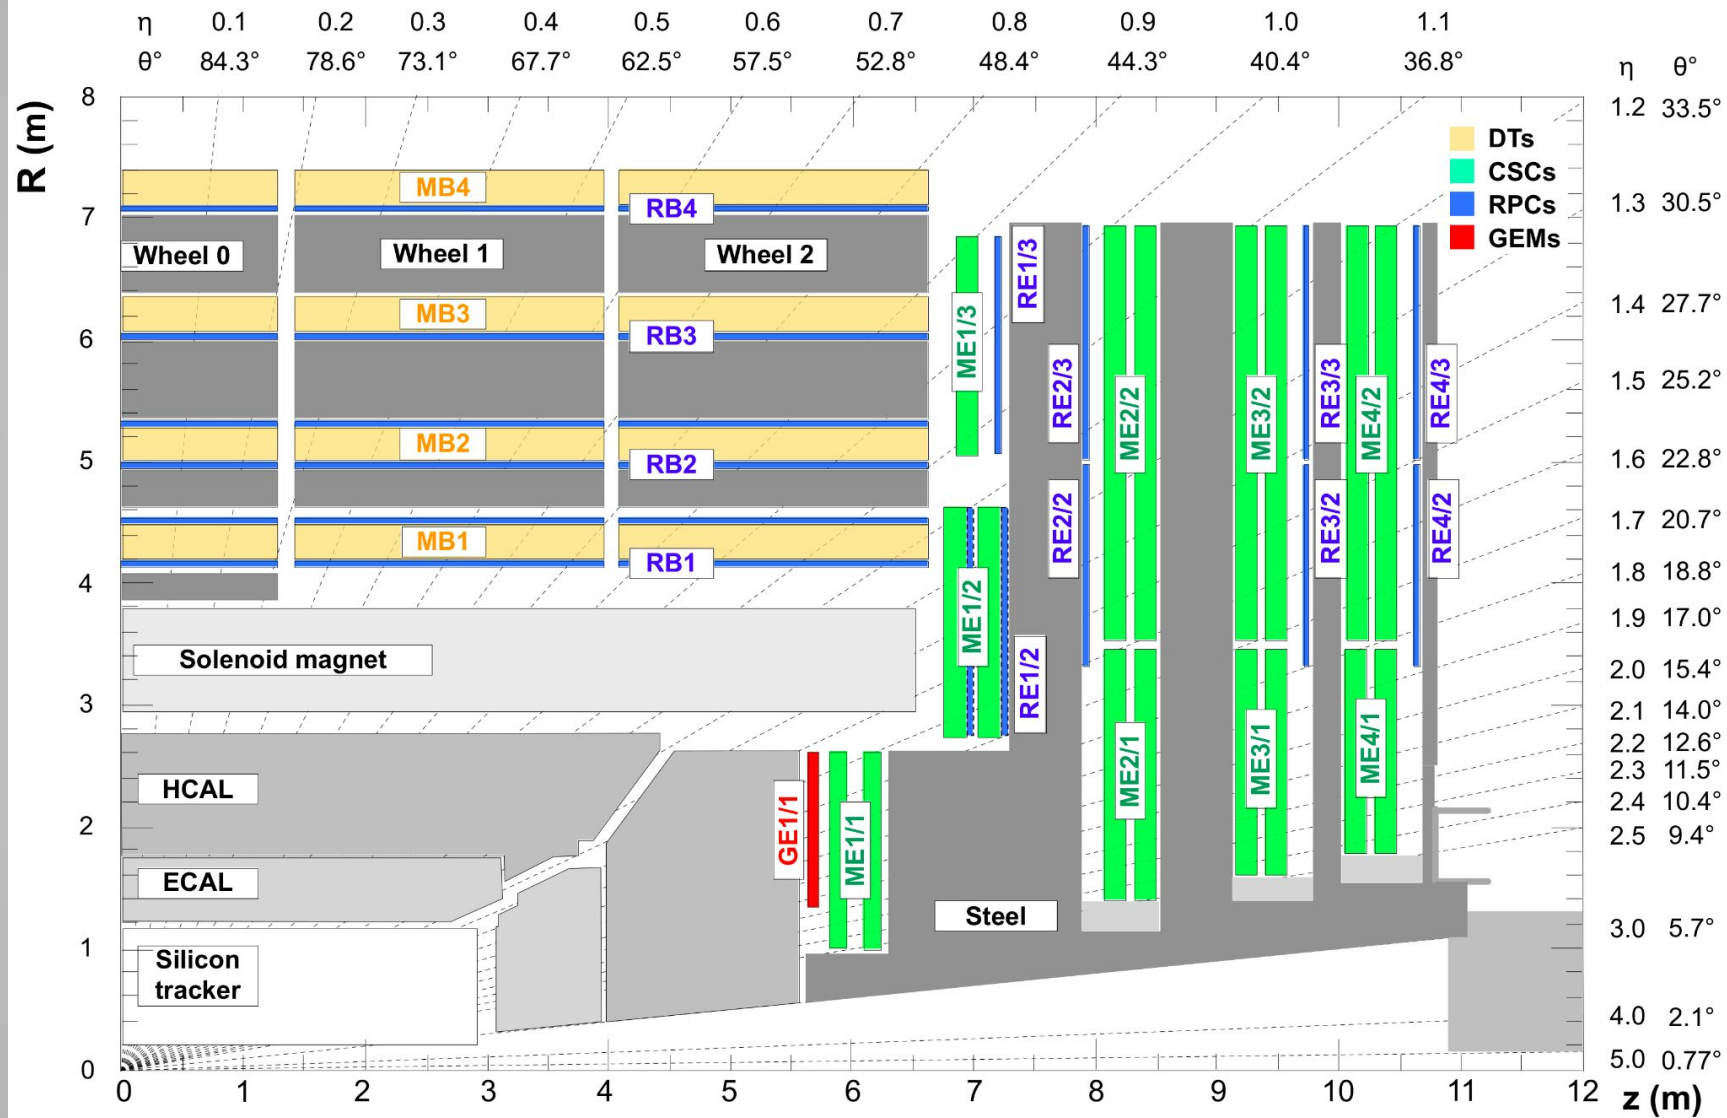 η 0.1 0.2 0.3 0.4 0.5 0.6 0.7 0.8 0.9 1.0 1.1
θ° 84.3° 78.6° 73.1° 67.7° 62.5° 57.5° 52.8° 48.4° 44.3° 40.4° 36.8°
η θ°
R (m)
8
7
6
5
4
3
2
1
0
1.2 33.5°
1.3 30.5°
1.4 27.7°
1.5 25.2°
1.6 22.8°
1.7 20.7°
1.8 18.8°
1.9 17.0°
2.0 15.4°
2.1 14.0°
2.2 12.6°
2.3 11.5°
2.4 10.4°
2.5 9.4°
3.0 5.7°
4.0 2.1°
5.0 0.77°
DTs
CSCs
RPCs
GEMs
MB4
RB4
Wheel 0
Wheel 1
Wheel 2
MB3
RB3
MB2
RB2
MB1
RB1
Solenoid magnet
HCAL
ECAL
Silicon
tracker
Steel
GE1/1
ME1/1
ME1/2
ME1/3
RE1/3
RE1/2
RE2/3
RE2/2
ME2/2
ME2/1
ME3/2
ME3/1
RE3/3
RE3/2
ME4/2
ME4/1
RE4/3
RE4/2
0 1 2 3 4 5 6 7 8 9 10 11 12
z (m)